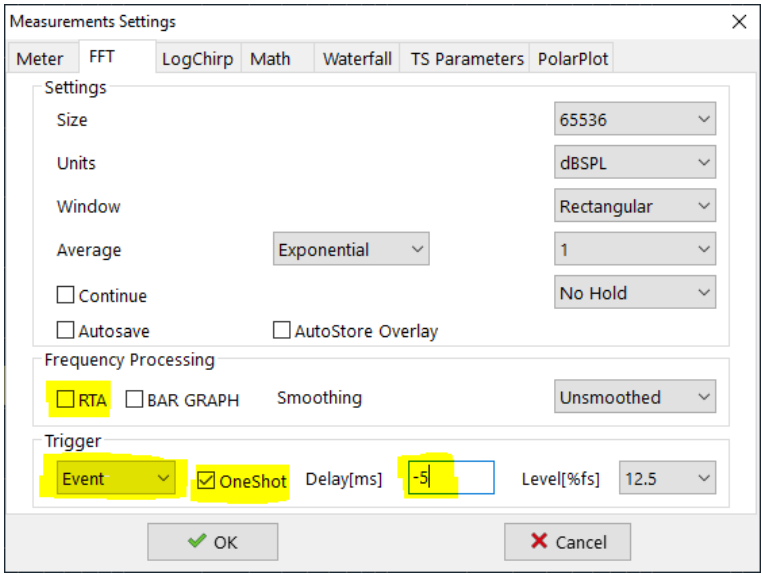 Measurements Settings
Meter FFT LogChirp Math Waterfall TS Parameters PolarPlot
Settings
Size 65536
Units dBSPL
Window Rectangular
Average Exponential 1
Continue No Hold
Autosave AutoStore Overlay
Frequency Processing
RTA BAR GRAPH Smoothing Unsmoothed
Trigger
Event OneShot Delay[ms] -5 Level[%fs] 12.5
OK Cancel